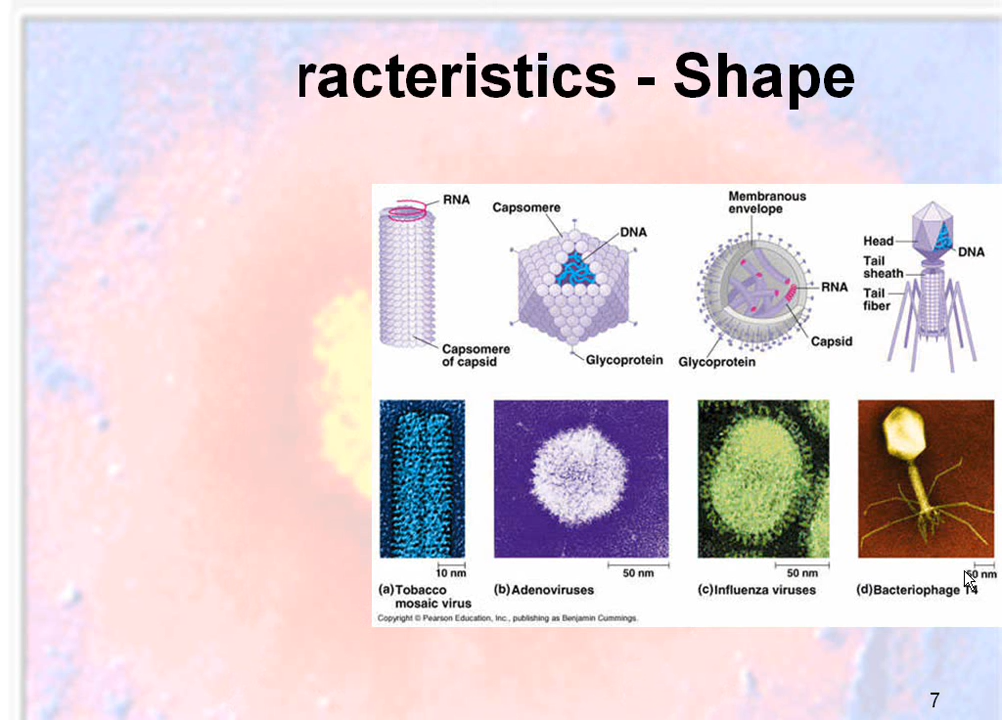 racteristics - Shape
RNA
Capsomere
of capsid
Capsomere
DNA
Glycoprotein
Membranous
envelope
RNA
Capsid
Glycoprotein
Head
DNA
Tail
sheath
Tail
fiber
10 nm
50 nm
50 nm
50 nm
(a) Tobacco
mosaic virus
(b) Adenoviruses
(c) Influenza viruses
(d) Bacteriophage T4
Copyright © Pearson Education, Inc., publishing as Benjamin Cummings.
7